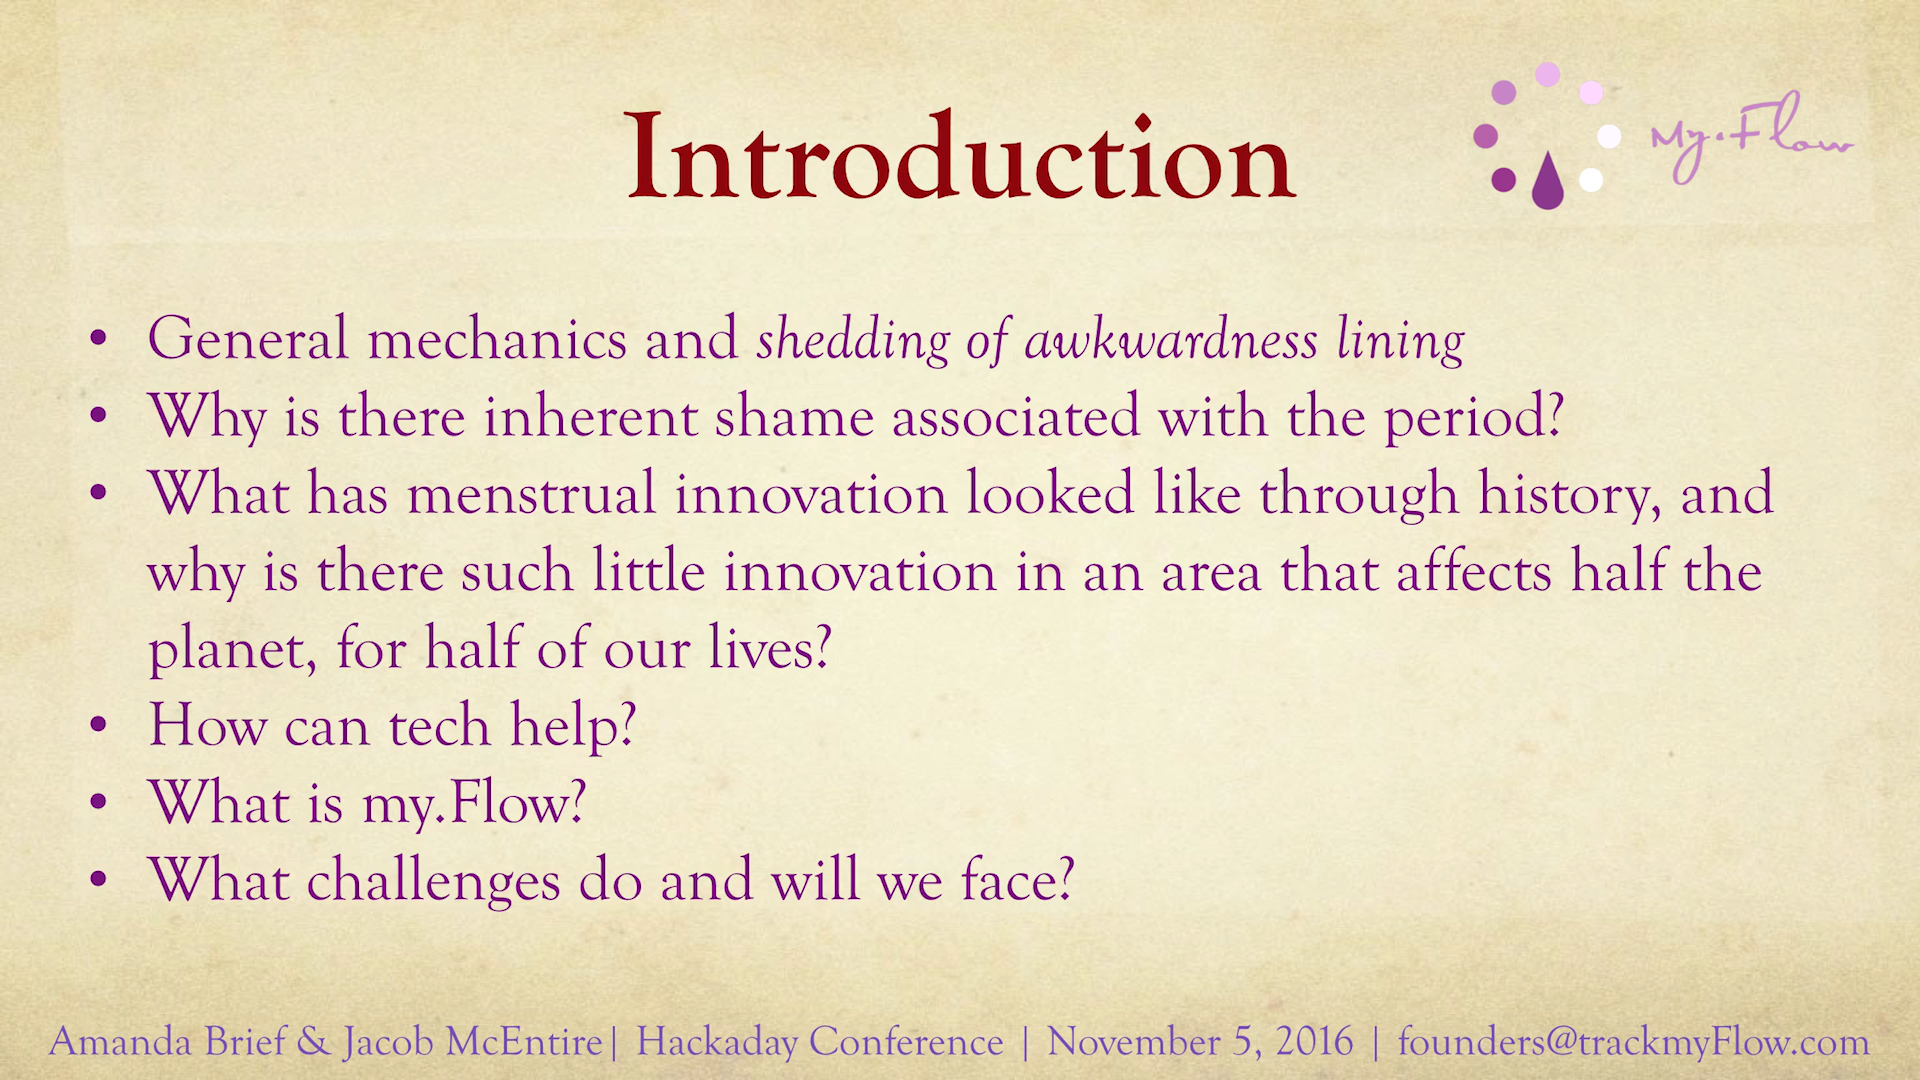 Introduction
My.Flow
• General mechanics and shedding of awkwardness lining
• Why is there inherent shame associated with the period?
• What has menstrual innovation looked like through history, and
why is there such little innovation in an area that affects half the
planet, for half of our lives?
• How can tech help?
• What is my.Flow?
• What challenges do and will we face?
Amanda Brief & Jacob McEntire| Hackaday Conference | November 5, 2016 | founders@trackmyFlow.com